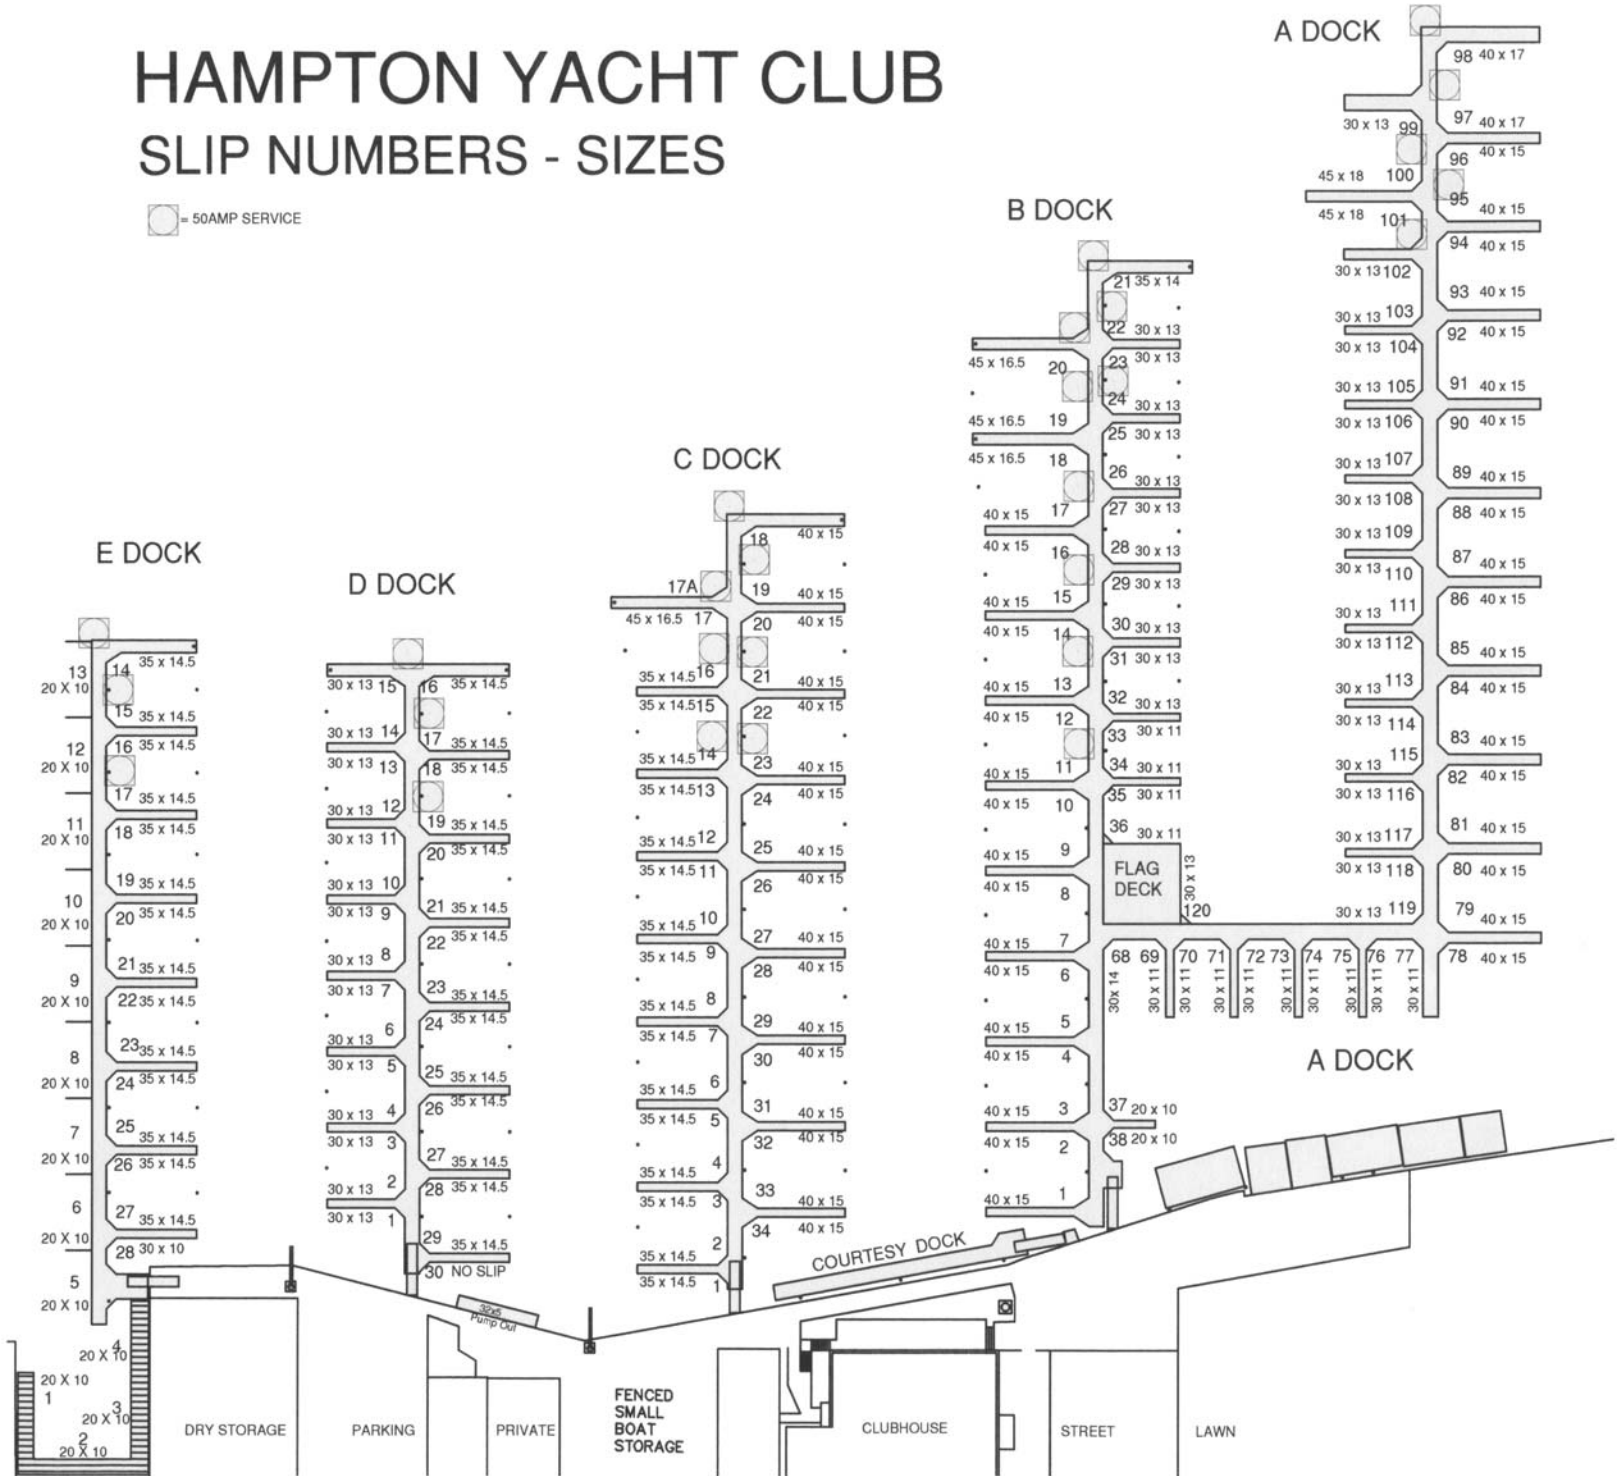 HAMPTON YACHT CLUB
SLIP NUMBERS - SIZES
= 50AMP SERVICE
A DOCK
98 40 x 17
97 40 x 17
96 40 x 15
95 40 x 15
94 40 x 15
93 40 x 15
92 40 x 15
91 40 x 15
90 40 x 15
89 40 x 15
88 40 x 15
87 40 x 15
86 40 x 15
85 40 x 15
84 40 x 15
83 40 x 15
82 40 x 15
81 40 x 15
80 40 x 15
79 40 x 15
78 40 x 15
30 x 13 99
45 x 18 100
45 x 18 101
30 x 13 102
30 x 13 103
30 x 13 104
30 x 13 105
30 x 13 106
30 x 13 107
30 x 13 108
30 x 13 109
30 x 13 110
30 x 13 111
30 x 13 112
30 x 13 113
30 x 13 114
30 x 13 115
30 x 13 116
30 x 13 117
30 x 13 118
30 x 13 119
30 x 13 120
68 30 x 14
69 30 x 11
70 30 x 11
71 30 x 11
72 30 x 11
73 30 x 11
74 30 x 11
75 30 x 11
76 30 x 11
77 30 x 11
A DOCK
B DOCK
21 35 x 14
22 30 x 13
23 30 x 13
24 30 x 13
25 30 x 13
26 30 x 13
27 30 x 13
28 30 x 13
29 30 x 13
30 30 x 13
31 30 x 13
32 30 x 13
33 30 x 11
34 30 x 11
35 30 x 11
36 30 x 11
FLAG
DECK
37 20 x 10
38 20 x 10
45 x 16.5 20
45 x 16.5 19
45 x 16.5 18
40 x 15 17
40 x 15 16
40 x 15 15
40 x 15 14
40 x 15 13
40 x 15 12
40 x 15 11
40 x 15 10
40 x 15 9
40 x 15 8
40 x 15 7
40 x 15 6
40 x 15 5
40 x 15 4
40 x 15 3
40 x 15 2
40 x 15 1
C DOCK
18 40 x 15
19 40 x 15
20 40 x 15
21 40 x 15
22 40 x 15
23 40 x 15
24 40 x 15
25 40 x 15
26 40 x 15
27 40 x 15
28 40 x 15
29 40 x 15
30 40 x 15
31 40 x 15
32 40 x 15
33 40 x 15
34 40 x 15
17A
45 x 16.5 17
35 x 14.5 16
35 x 14.5 15
35 x 14.5 14
35 x 14.5 13
35 x 14.5 12
35 x 14.5 11
35 x 14.5 10
35 x 14.5 9
35 x 14.5 8
35 x 14.5 7
35 x 14.5 6
35 x 14.5 5
35 x 14.5 4
35 x 14.5 3
35 x 14.5 2
35 x 14.5 1
D DOCK
30 x 13 15
30 x 13 14
30 x 13 13
30 x 13 12
30 x 13 11
30 x 13 10
30 x 13 9
30 x 13 8
30 x 13 7
30 x 13 6
30 x 13 5
30 x 13 4
30 x 13 3
30 x 13 2
30 x 13 1
16 35 x 14.5
17 35 x 14.5
18 35 x 14.5
19 35 x 14.5
20 35 x 14.5
21 35 x 14.5
22 35 x 14.5
23 35 x 14.5
24 35 x 14.5
25 35 x 14.5
26 35 x 14.5
27 35 x 14.5
28 35 x 14.5
29 35 x 14.5
30 NO SLIP
E DOCK
14 35 x 14.5
15 35 x 14.5
16 35 x 14.5
17 35 x 14.5
18 35 x 14.5
19 35 x 14.5
20 35 x 14.5
21 35 x 14.5
22 35 x 14.5
23 35 x 14.5
24 35 x 14.5
25 35 x 14.5
26 35 x 14.5
27 35 x 14.5
28 30 x 10
13
20 X 10
12
20 X 10
11
20 X 10
10
20 X 10
9
20 X 10
8
20 X 10
7
20 X 10
6
20 X 10
5
20 X 10
4
20 X 10
20 X 10
1
3
20 X 10
2
20 X 10
32x5
Pump Out
COURTESY DOCK
DRY STORAGE
PARKING
PRIVATE
FENCED
SMALL
BOAT
STORAGE
CLUBHOUSE
STREET
LAWN